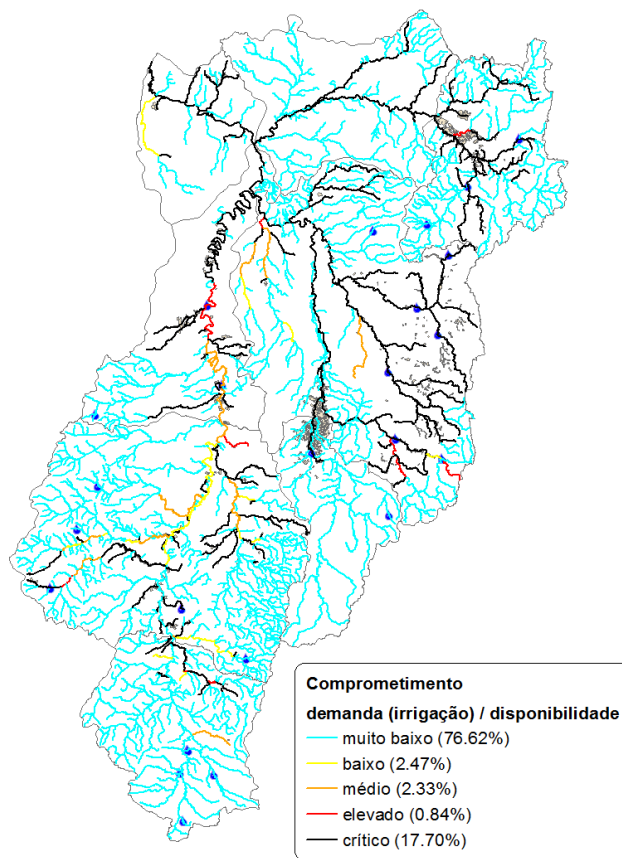 Comprometimento
demanda (irrigação) / disponibilidade
muito baixo (76.62%)
baixo (2.47%)
médio (2.33%)
elevado (0.84%)
crítico (17.70%)